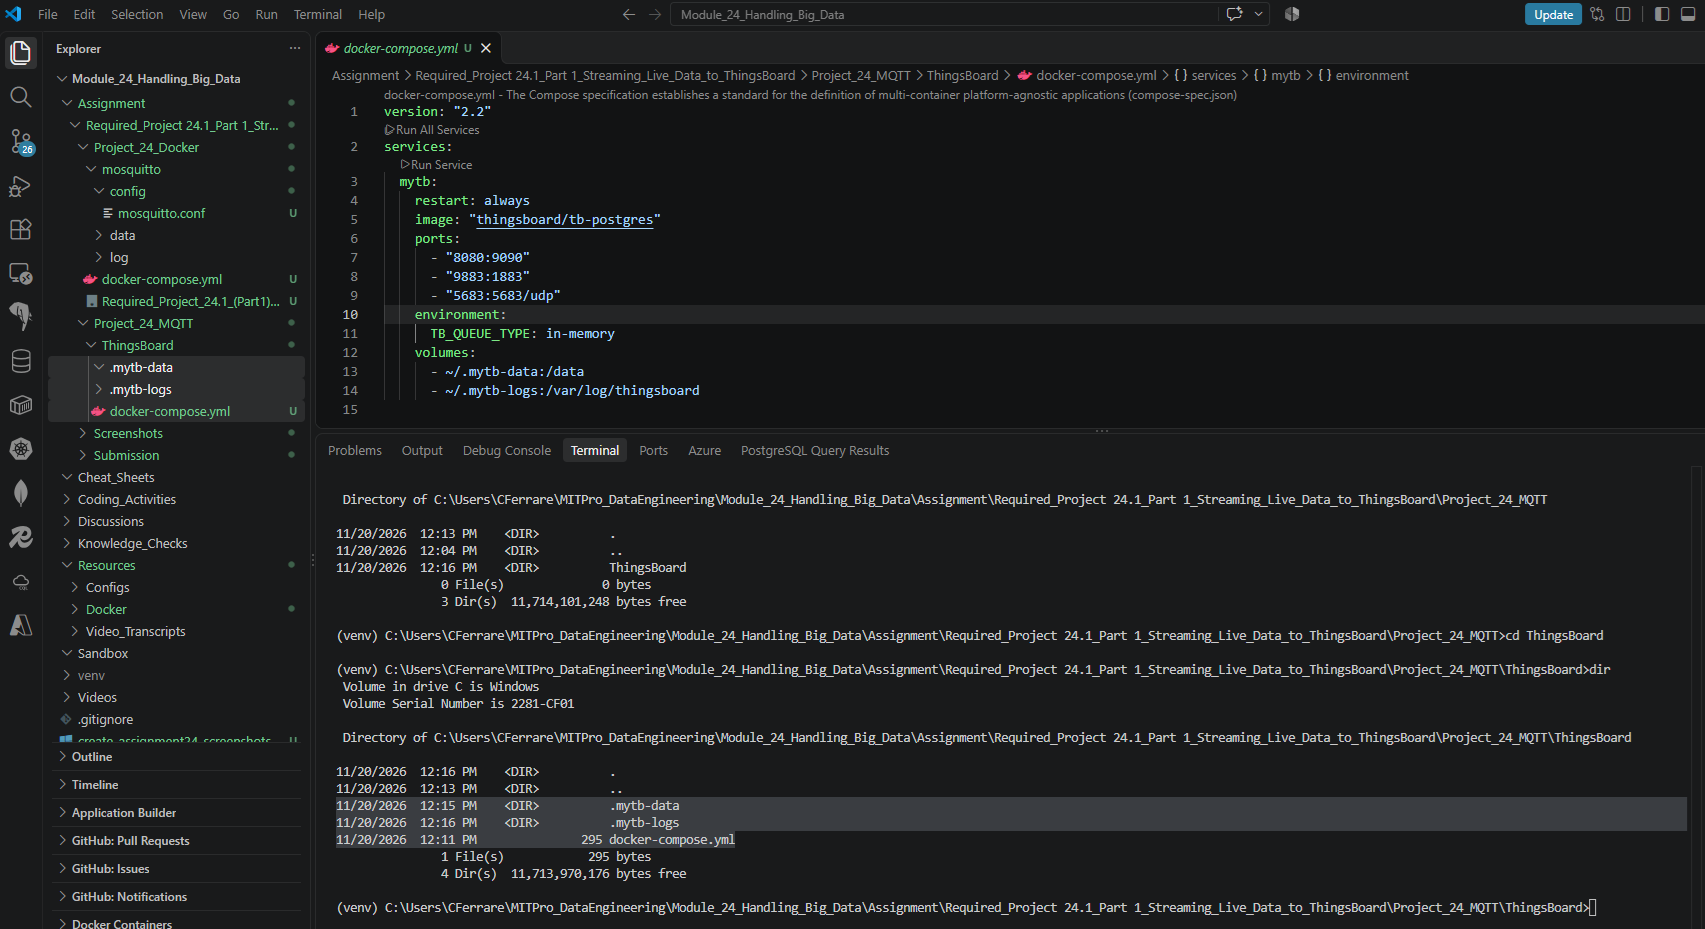 File Edit Selection View Go Run Terminal Help
Module_24_Handling_Big_Data
Update
Explorer
Module_24_Handling_Big_Data
Assignment
Required_Project 24.1_Part 1_Str...
Project_24_Docker
mosquitto
config
mosquitto.conf U
data
log
docker-compose.yml U
Required_Project_24.1_(Part1)... U
Project_24_MQTT
ThingsBoard
.mytb-data
.mytb-logs
docker-compose.yml U
Screenshots
Submission
Cheat_Sheets
Coding_Activities
Discussions
Knowledge_Checks
Resources
Configs
Docker
Video_Transcripts
Sandbox
venv
Videos
.gitignore
create_assignment24_screenshots... U
Outline
Timeline
Application Builder
GitHub: Pull Requests
GitHub: Issues
GitHub: Notifications
Docker Containers
26
docker-compose.yml U
Assignment > Required_Project 24.1_Part 1_Streaming_Live_Data_to_ThingsBoard > Project_24_MQTT > ThingsBoard > docker-compose.yml > {} services > {} mytb > {} environment
docker-compose.yml - The Compose specification establishes a standard for the definition of multi-container platform-agnostic applications (compose-spec.json)
1 version: "2.2"
Run All Services
2 services:
Run Service
3 mytb:
4 restart: always
5 image: "thingsboard/tb-postgres"
6 ports:
7 - "8080:9090"
8 - "9883:1883"
9 - "5683:5683/udp"
10 environment:
11 TB_QUEUE_TYPE: in-memory
12 volumes:
13 - ~/.mytb-data:/data
14 - ~/.mytb-logs:/var/log/thingsboard
15
Problems Output Debug Console Terminal Ports Azure PostgreSQL Query Results
Directory of C:\Users\CFerrare\MITPro_DataEngineering\Module_24_Handling_Big_Data\Assignment\Required_Project 24.1_Part 1_Streaming_Live_Data_to_ThingsBoard\Project_24_MQTT
11/20/2026 12:13 PM <DIR> .
11/20/2026 12:04 PM <DIR> ..
11/20/2026 12:16 PM <DIR> ThingsBoard
0 File(s) 0 bytes
3 Dir(s) 11,714,101,248 bytes free
(venv) C:\Users\CFerrare\MITPro_DataEngineering\Module_24_Handling_Big_Data\Assignment\Required_Project 24.1_Part 1_Streaming_Live_Data_to_ThingsBoard\Project_24_MQTT>cd ThingsBoard
(venv) C:\Users\CFerrare\MITPro_DataEngineering\Module_24_Handling_Big_Data\Assignment\Required_Project 24.1_Part 1_Streaming_Live_Data_to_ThingsBoard\Project_24_MQTT\ThingsBoard>dir
Volume in drive C is Windows
Volume Serial Number is 2281-CF01
Directory of C:\Users\CFerrare\MITPro_DataEngineering\Module_24_Handling_Big_Data\Assignment\Required_Project 24.1_Part 1_Streaming_Live_Data_to_ThingsBoard\Project_24_MQTT\ThingsBoard
11/20/2026 12:16 PM <DIR> .
11/20/2026 12:13 PM <DIR> ..
11/20/2026 12:15 PM <DIR> .mytb-data
11/20/2026 12:16 PM <DIR> .mytb-logs
11/20/2026 12:11 PM 295 docker-compose.yml
1 File(s) 295 bytes
4 Dir(s) 11,713,970,176 bytes free
(venv) C:\Users\CFerrare\MITPro_DataEngineering\Module_24_Handling_Big_Data\Assignment\Required_Project 24.1_Part 1_Streaming_Live_Data_to_ThingsBoard\Project_24_MQTT\ThingsBoard>